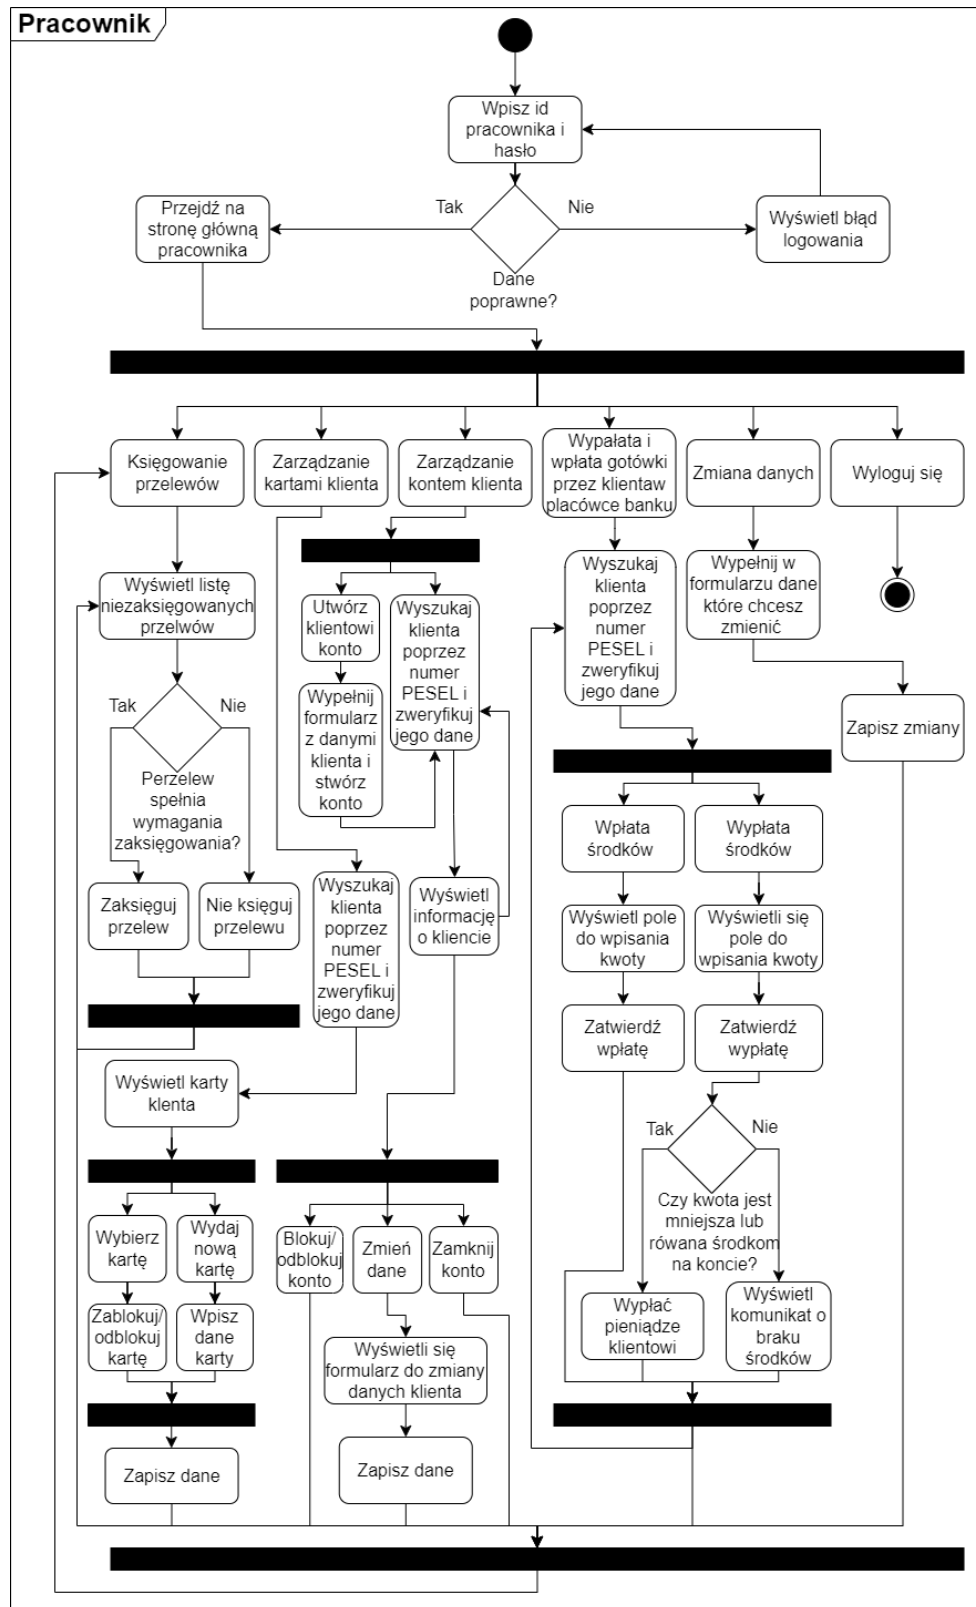 Pracownik
Wpisz id
pracownika i
hasło
Tak
Nie
Przejdź na
stronę główną
pracownika
Wyświetl błąd
logowania
Dane
poprawne?
Księgowanie
przelewów
Zarządzanie
kartami klienta
Zarządzanie
kontem klienta
Wypałata i
wpłata gotówki
przez klientaw
placówce banku
Zmiana danych
Wyloguj się
Wyświetl listę
niezaksięgowanych
przelwów
Utwórz
klientowi
konto
Wyszukaj
klienta
poprzez
numer
PESEL i
zweryfikuj
jego dane
Wyszukaj
klienta
poprzez
numer
PESEL i
zweryfikuj
jego dane
Wypełnij w
formularzu dane
które chcesz
zmienić
Tak
Nie
Wypełnij
formularz
z danymi
klienta i
stwórz
konto
Zapisz zmiany
Perzelew
spełnia
wymagania
zaksięgowania?
Wpłata
środków
Wypłata
środków
Zaksięguj
przelew
Nie księguj
przelewu
Wyszukaj
klienta
poprzez
numer
PESEL i
zweryfikuj
jego dane
Wyświetl
informację
o kliencie
Wyświetl pole
do wpisania
kwoty
Wyświetli się
pole do
wpisania kwoty
Zatwierdź
wpłatę
Zatwierdź
wypłatę
Wyświetl karty
klenta
Tak
Nie
Czy kwota jest
mniejsza lub
rówana środkom
na koncie?
Wybierz
kartę
Wydaj
nową
kartę
Blokuj/
odblokuj
konto
Zmień
dane
Zamknij
konto
Zablokuj/
odblokuj
kartę
Wpisz
dane
karty
Wypłać
pieniądze
klientowi
Wyświetl
komunikat o
braku
środków
Wyświetli się
formularz do zmiany
danych klienta
Zapisz dane
Zapisz dane